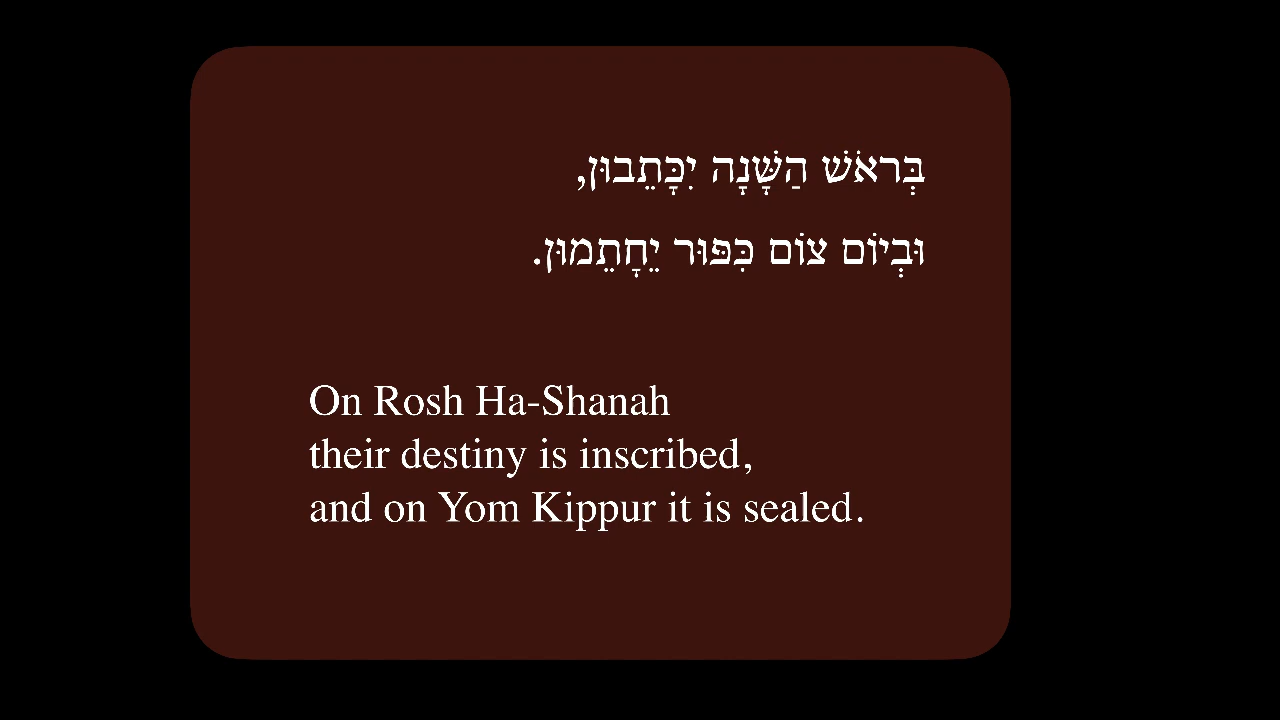 בְּרֹאשׁ הַשָּׁנָה יִכָּתֵבוּן,
וּבְיוֹם צוֹם כִּפּוּר יֵחָתֵמוּן.
On Rosh Ha-Shanah
their destiny is inscribed,
and on Yom Kippur it is sealed.